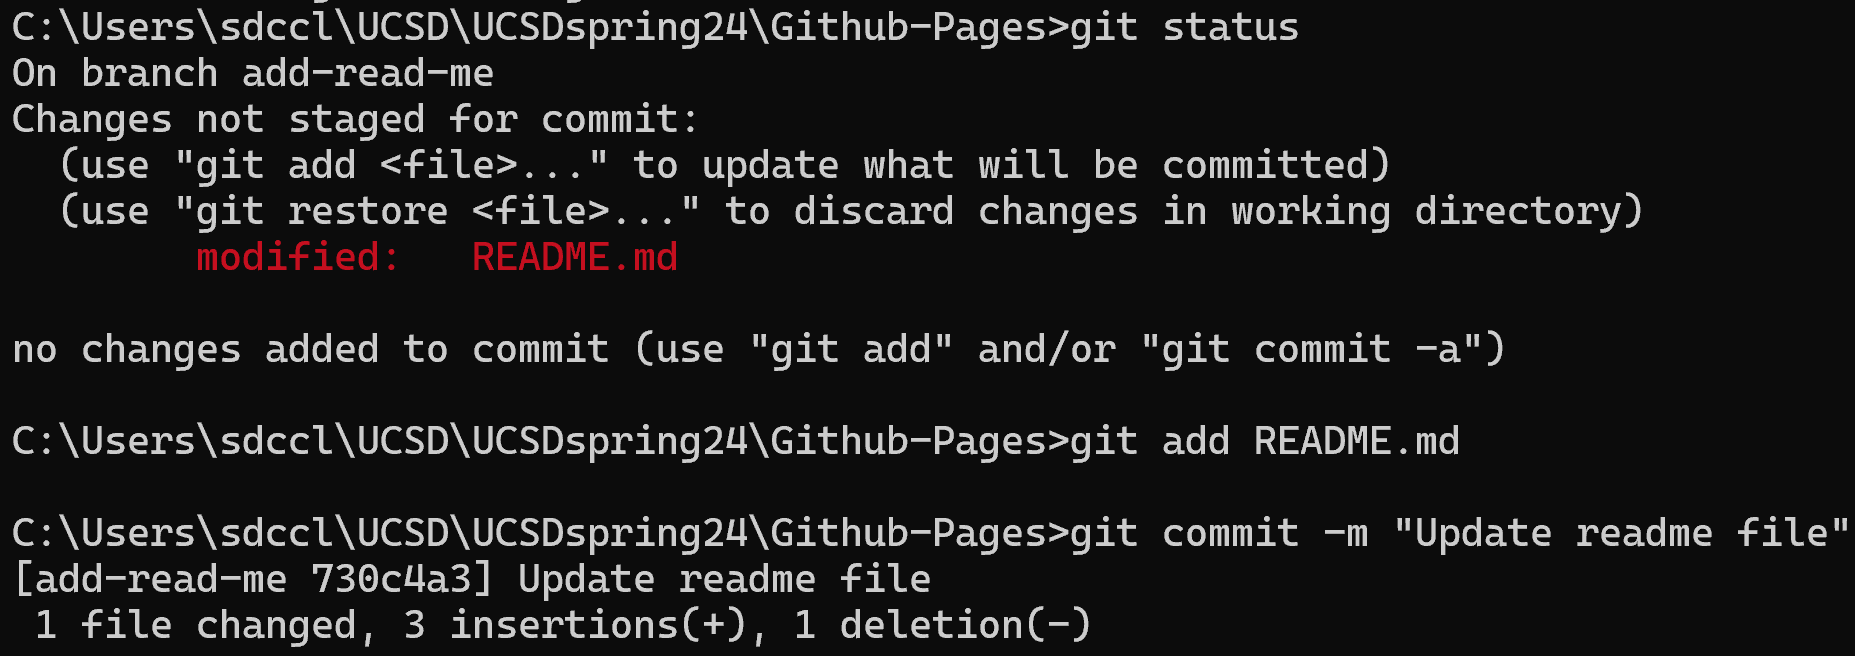 C:\Users\sdccl\UCSD\UCSDspring24\Github-Pages>git status
On branch add-read-me
Changes not staged for commit:
  (use "git add <file>..." to update what will be committed)
  (use "git restore <file>..." to discard changes in working directory)
        modified:   README.md

no changes added to commit (use "git add" and/or "git commit -a")

C:\Users\sdccl\UCSD\UCSDspring24\Github-Pages>git add README.md

C:\Users\sdccl\UCSD\UCSDspring24\Github-Pages>git commit -m "Update readme file"
[add-read-me 730c4a3] Update readme file
 1 file changed, 3 insertions(+), 1 deletion(-)